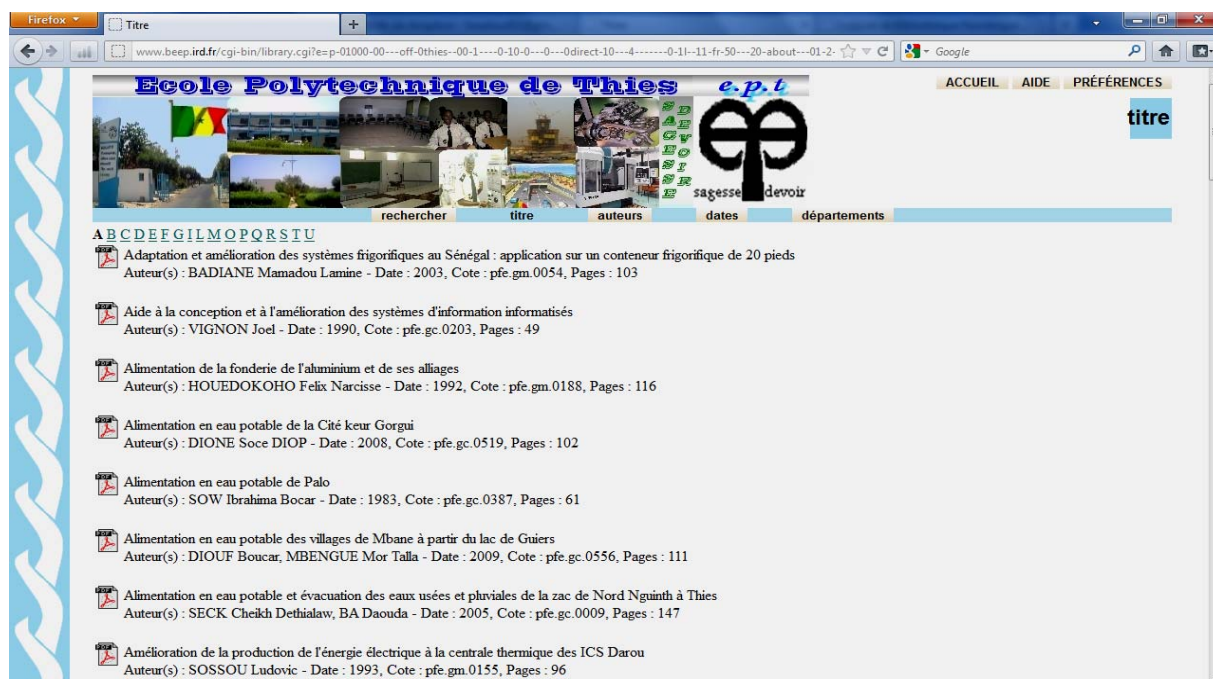 Firefox
Titre
www.beep.ird.fr/cgi-bin/library.cgi?e=p-01000-00---off-0thies--00-1----0-10-0---0---0direct-10---4-------0-1l--11-fr-50---20-about---01-2-
Google
Ecole Polytechnique de Thies e.p.t
SAGESSE
DEVOIR
sagesse devoir
ACCUEIL AIDE PRÉFÉRENCES
titre
rechercher titre auteurs dates départements
A B C D E F G I L M O P Q R S T U
Adaptation et amélioration des systèmes frigorifiques au Sénégal : application sur un conteneur frigorifique de 20 pieds
Auteur(s) : BADIANE Mamadou Lamine - Date : 2003, Cote : pfe.gm.0054, Pages : 103
Aide à la conception et à l'amélioration des systèmes d'information informatisés
Auteur(s) : VIGNON Joel - Date : 1990, Cote : pfe.gc.0203, Pages : 49
Alimentation de la fonderie de l'aluminium et de ses alliages
Auteur(s) : HOUEDOKOHO Felix Narcisse - Date : 1992, Cote : pfe.gm.0188, Pages : 116
Alimentation en eau potable de la Cité keur Gorgui
Auteur(s) : DIONE Soce DIOP - Date : 2008, Cote : pfe.gc.0519, Pages : 102
Alimentation en eau potable de Palo
Auteur(s) : SOW Ibrahima Bocar - Date : 1983, Cote : pfe.gc.0387, Pages : 61
Alimentation en eau potable des villages de Mbane à partir du lac de Guiers
Auteur(s) : DIOUF Boucar, MBENGUE Mor Talla - Date : 2009, Cote : pfe.gc.0556, Pages : 111
Alimentation en eau potable et évacuation des eaux usées et pluviales de la zac de Nord Nguinth à Thies
Auteur(s) : SECK Cheikh Dethialaw, BA Daouda - Date : 2005, Cote : pfe.gc.0009, Pages : 147
Amélioration de la production de l'énergie électrique à la centrale thermique des ICS Darou
Auteur(s) : SOSSOU Ludovic - Date : 1993, Cote : pfe.gm.0155, Pages : 96